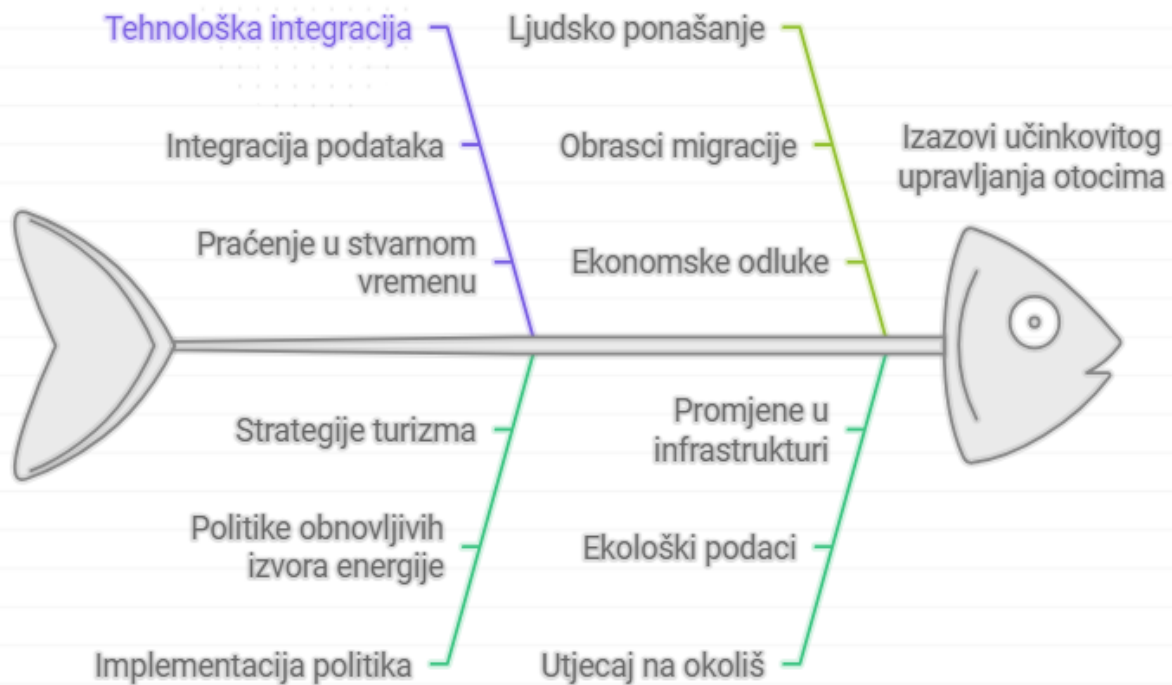 Tehnološka integracija
Ljudsko ponašanje
Integracija podataka
Obrasci migracije
Izazovi učinkovitog
upravljanja otocima
Praćenje u stvarnom
vremenu
Ekonomske odluke
Strategije turizma
Promjene u
infrastrukturi
Politike obnovljivih
izvora energije
Ekološki podaci
Implementacija politika
Utjecaj na okoliš